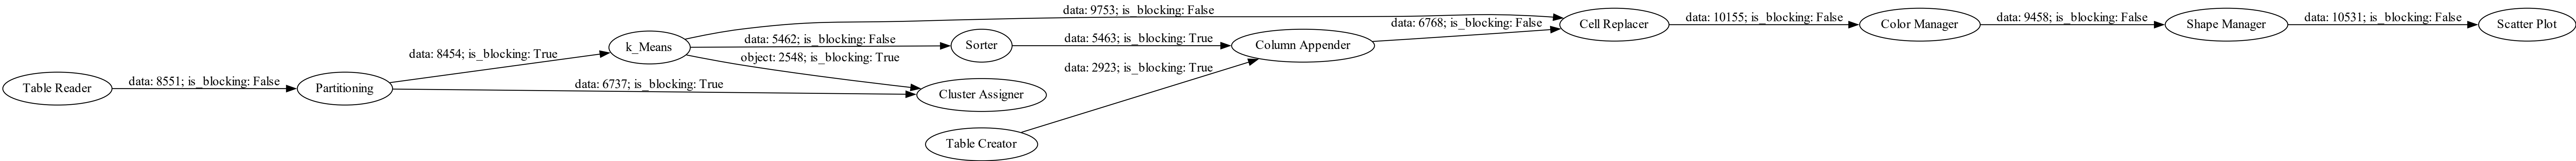 data: 9753; is_blocking: False
data: 6768; is_blocking: False
Cell Replacer
data: 10155; is_blocking: False
Color Manager
data: 9458; is_blocking: False
Shape Manager
data: 10531; is_blocking: False
Scatter Plot
k_Means
data: 5462; is_blocking: False
Sorter
data: 5463; is_blocking: True
Column Appender
data: 8454; is_blocking: True
object: 2548; is_blocking: True
data: 2923; is_blocking: True
Table Reader
data: 8551; is_blocking: False
Partitioning
data: 6737; is_blocking: True
Cluster Assigner
Table Creator